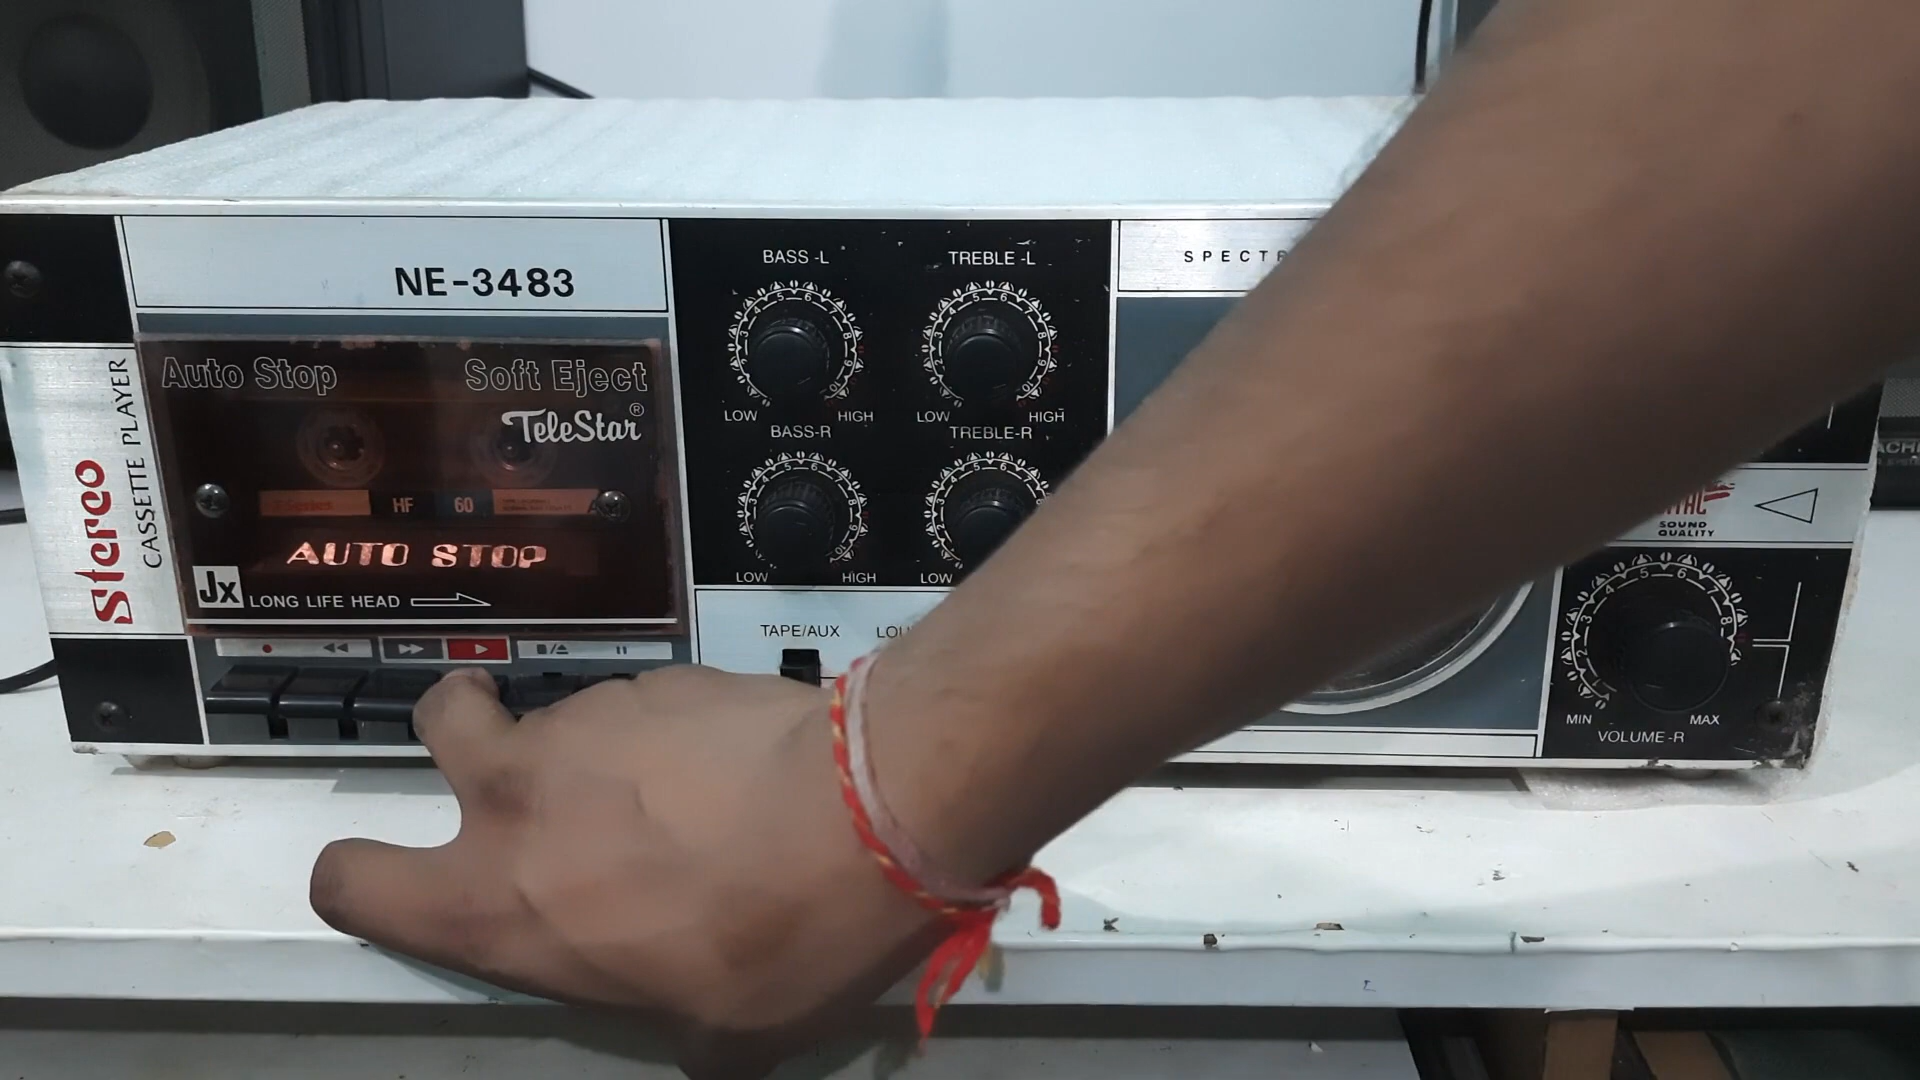 NE-3483
Stereo
CASSETTE PLAYER
Auto Stop
Soft Eject
TeleStar®
HF
60
AUTO STOP
Jx
LONG LIFE HEAD
BASS -L
TREBLE -L
LOW
HIGH
LOW
HIGH
BASS-R
TREBLE-R
LOW
HIGH
LOW
TAPE/AUX
SOUND
QUALITY
MIN
MAX
VOLUME -R